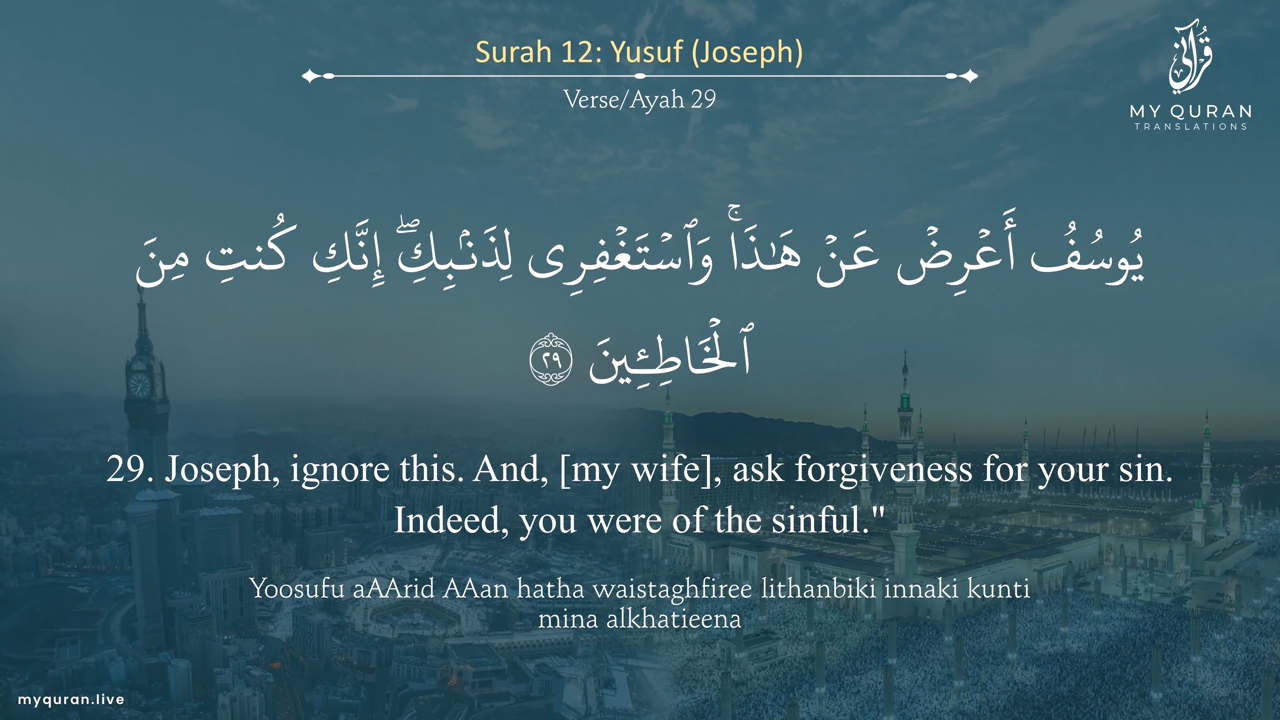 Surah 12: Yusuf (Joseph)
Verse/Ayah 29
قرآني
MY QURAN
TRANSLATIONS
يُوسُفُ أَعْرِضْ عَنْ هَـٰذَا ۚ وَٱسْتَغْفِرِى لِذَنۢبِكِ ۖ إِنَّكِ كُنتِ مِنَ
ٱلْخَاطِـِٔينَ ﴿٢٩﴾
29. Joseph, ignore this. And, [my wife], ask forgiveness for your sin.
Indeed, you were of the sinful."
Yoosufu aAArid AAan hatha waistaghfiree lithanbiki innaki kunti
mina alkhatieena
myquran.live